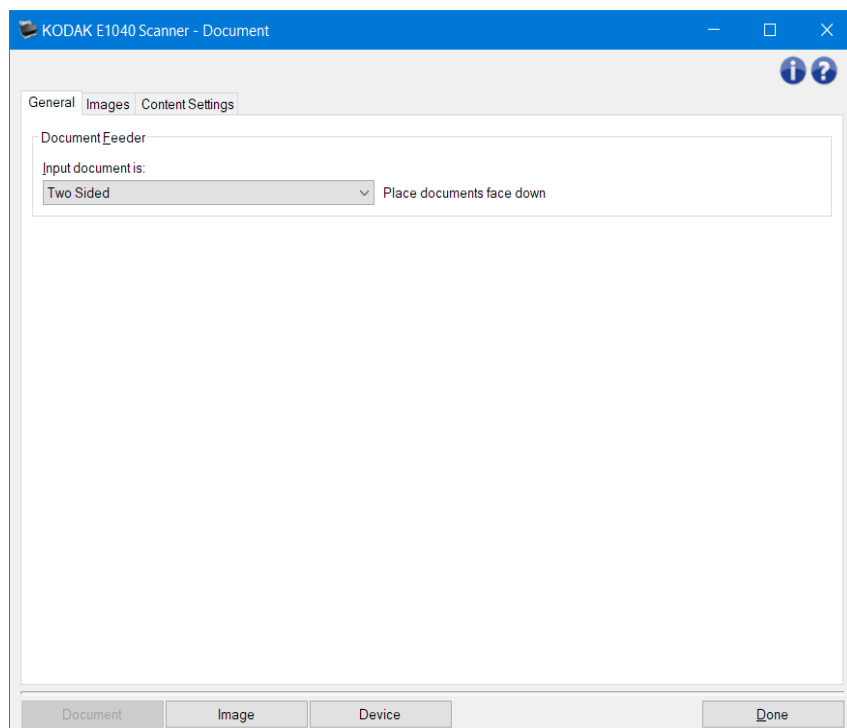 KODAK E1040 Scanner - Document
General Images Content Settings
Document Feeder
Input document is:
Two Sided Place documents face down
Document Image Device Done